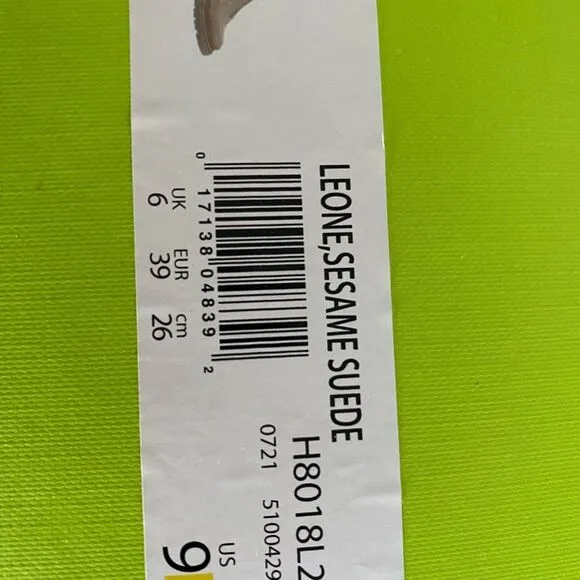 LEONE,SESAME SUEDE
H8018L2
0721 5100429
0 17138 04839 2
UK EUR cm
6 39 26
US
9